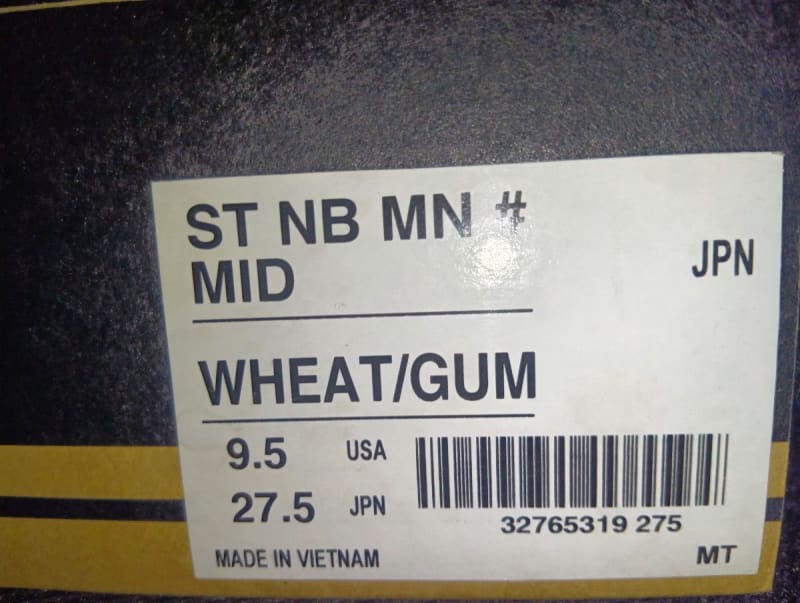 ST NB MN #
MID
JPN
WHEAT/GUM
9.5 USA
27.5 JPN
32765319 275
MADE IN VIETNAM
MT